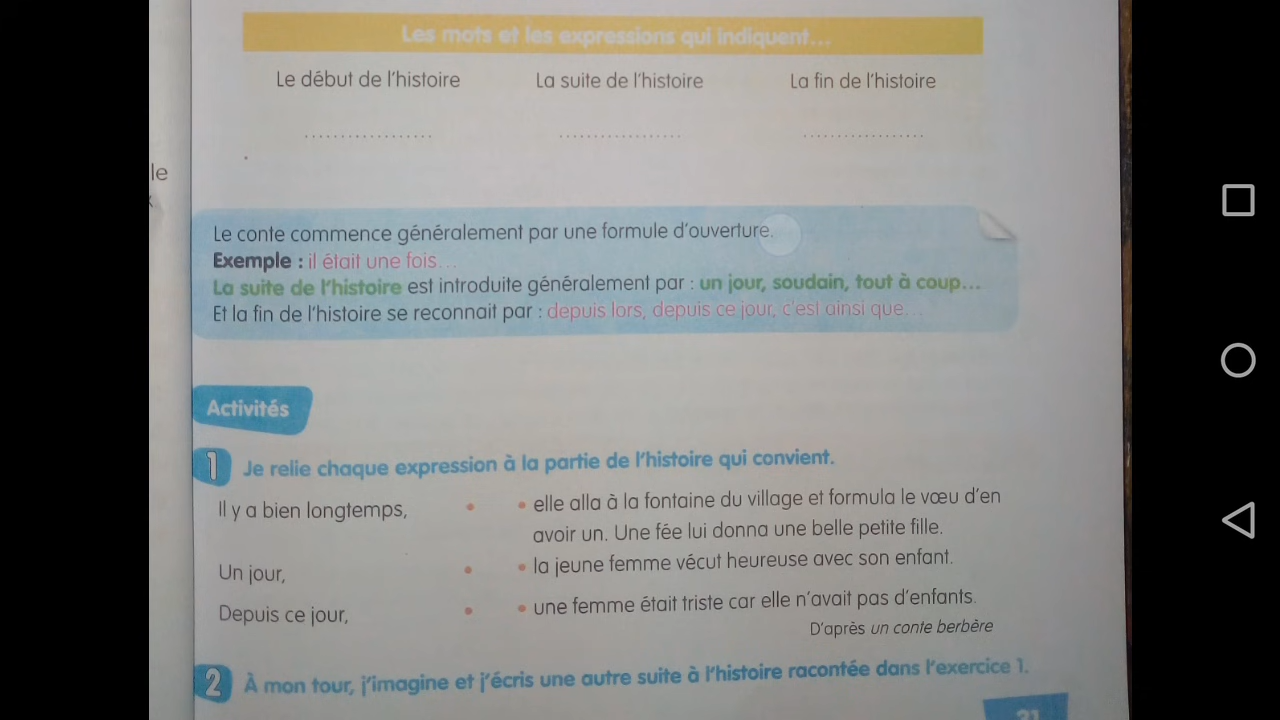 Les mots et les expressions qui indiquent...
Le début de l'histoire La suite de l'histoire La fin de l'histoire
.................. ................. .................
le
Le conte commence généralement par une formule d'ouverture.
Exemple : il était une fois...
La suite de l'histoire est introduite généralement par : un jour, soudain, tout à coup...
Et la fin de l'histoire se reconnait par : depuis lors, depuis ce jour, c'est ainsi que...
Activités
1 Je relie chaque expression à la partie de l'histoire qui convient.
Il y a bien longtemps, • • elle alla à la fontaine du village et formula le vœu d'en
avoir un. Une fée lui donna une belle petite fille.
Un jour, • • la jeune femme vécut heureuse avec son enfant.
Depuis ce jour, • • une femme était triste car elle n'avait pas d'enfants.
D'après un conte berbère
2 À mon tour, j'imagine et j'écris une autre suite à l'histoire racontée dans l'exercice 1.